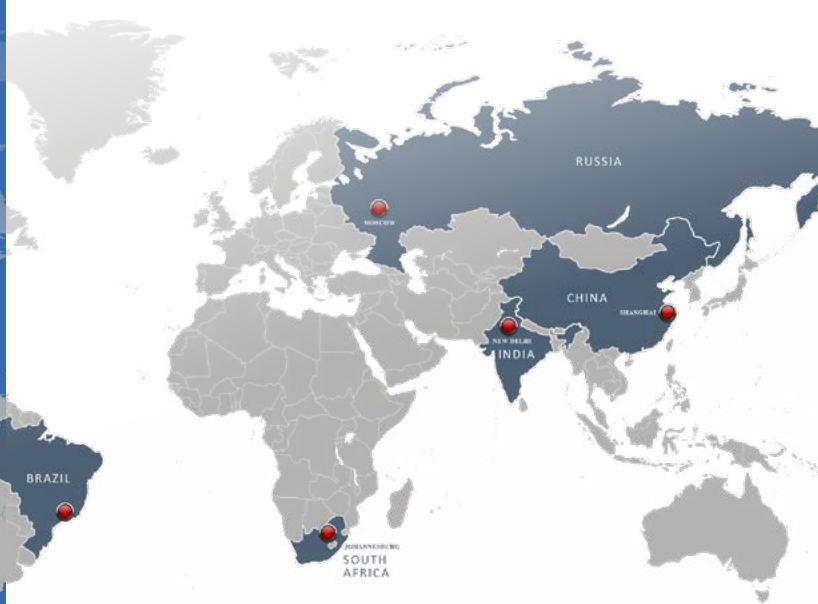 RUSSIA
MOSCOW
CHINA
SHANGHAI
NEW DELHI
INDIA
BRAZIL
JOHANNESBURG
SOUTH
AFRICA